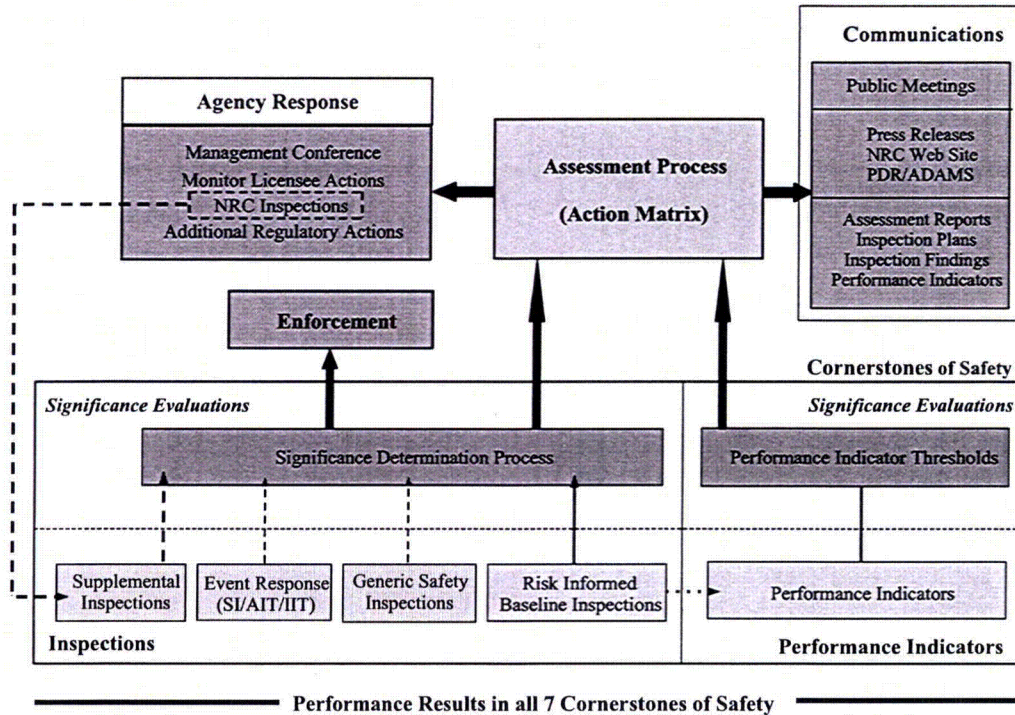 Communications
Public Meetings
Press Releases
NRC Web Site
PDR/ADAMS
Assessment Reports
Inspection Plans
Inspection Findings
Performance Indicators
Agency Response
Management Conference
Monitor Licensee Actions
NRC Inspections
Additional Regulatory Actions
Assessment Process
(Action Matrix)
Enforcement
Cornerstones of Safety
Significance Evaluations
Significance Evaluations
Significance Determination Process
Performance Indicator Thresholds
Supplemental
Inspections
Event Response
(SI/AIT/IIT)
Generic Safety
Inspections
Risk Informed
Baseline Inspections
Performance Indicators
Inspections
Performance Indicators
Performance Results in all 7 Cornerstones of Safety